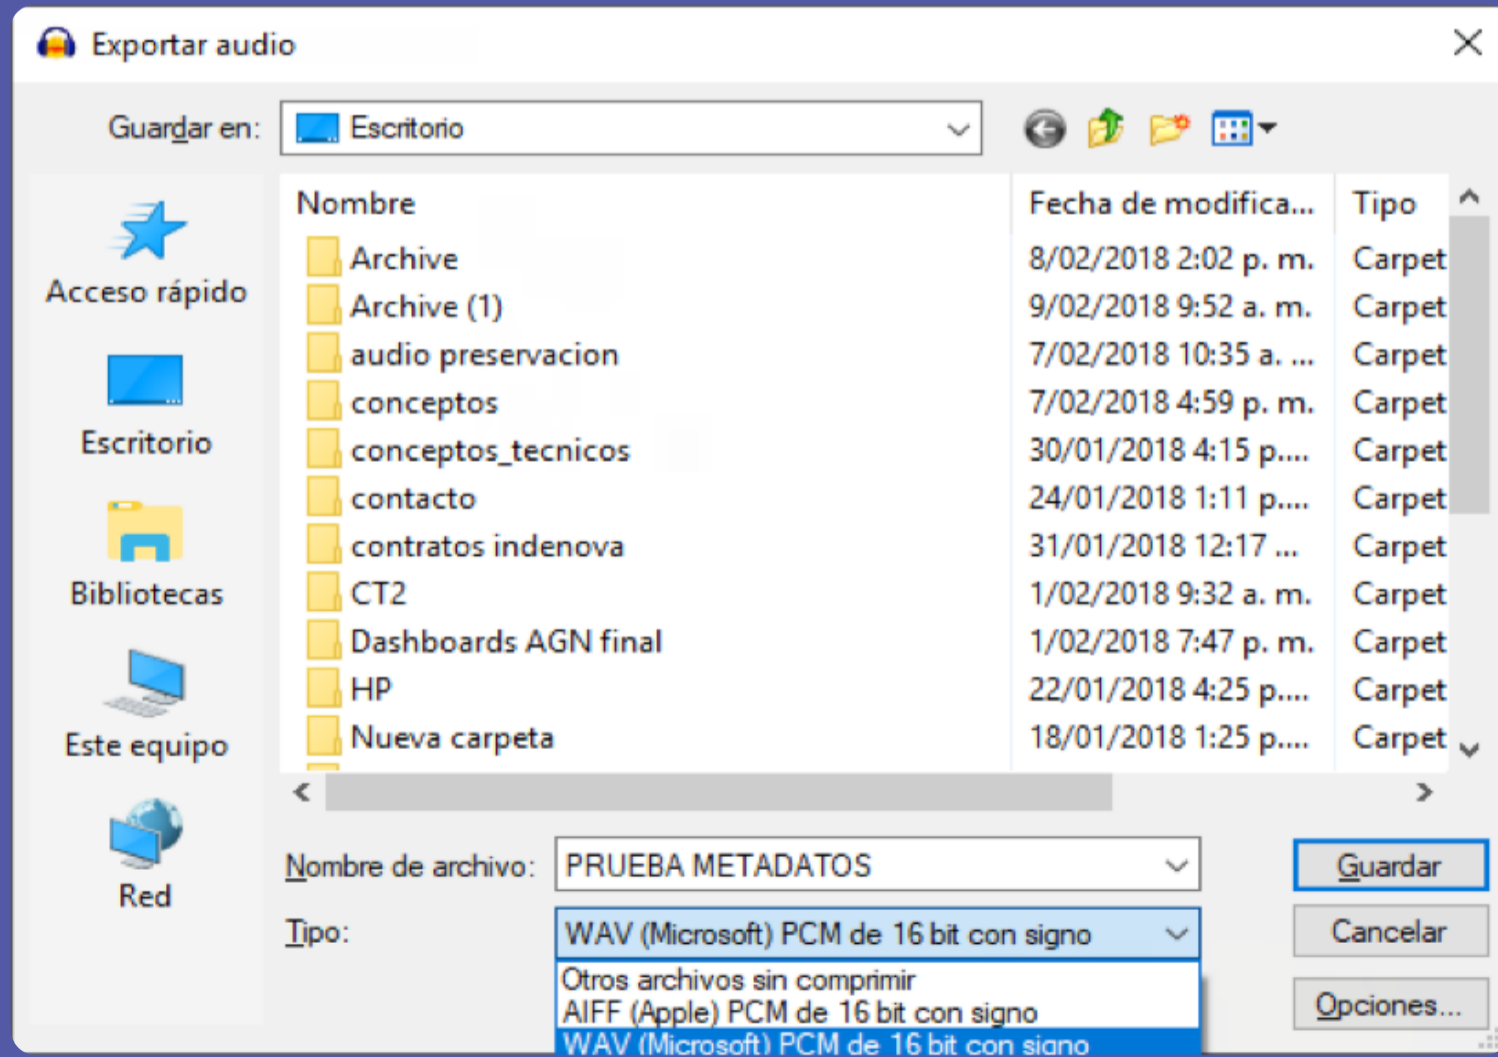 Exportar audio
Guardar en: Escritorio
Nombre Fecha de modifica... Tipo
Archive 8/02/2018 2:02 p. m. Carpet
Archive (1) 9/02/2018 9:52 a. m. Carpet
audio preservacion 7/02/2018 10:35 a. ... Carpet
conceptos 7/02/2018 4:59 p. m. Carpet
conceptos_tecnicos 30/01/2018 4:15 p.... Carpet
contacto 24/01/2018 1:11 p.... Carpet
contratos indenova 31/01/2018 12:17 ... Carpet
CT2 1/02/2018 9:32 a. m. Carpet
Dashboards AGN final 1/02/2018 7:47 p. m. Carpet
HP 22/01/2018 4:25 p.... Carpet
Nueva carpeta 18/01/2018 1:25 p.... Carpet
Acceso rápido
Escritorio
Bibliotecas
Este equipo
Red
Nombre de archivo: PRUEBA METADATOS Guardar
Tipo: WAV (Microsoft) PCM de 16 bit con signo Cancelar
Otros archivos sin comprimir
AIFF (Apple) PCM de 16 bit con signo Opciones...
WAV (Microsoft) PCM de 16 bit con signo